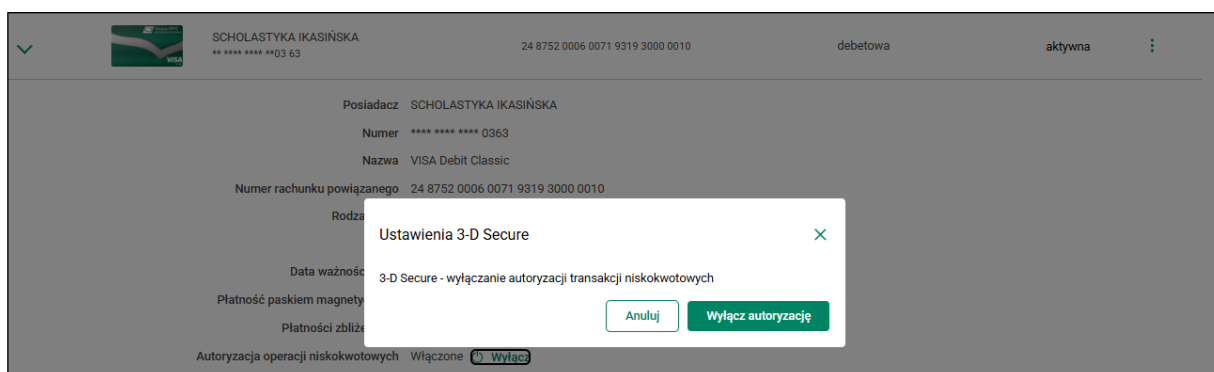 SCHOLASTYKA IKASIŃSKA
** **** **** **03 63
24 8752 0006 0071 9319 3000 0010
debetowa
aktywna
VISA
Posiadacz SCHOLASTYKA IKASIŃSKA
Numer **** **** **** 0363
Nazwa VISA Debit Classic
Numer rachunku powiązanego 24 8752 0006 0071 9319 3000 0010
Ustawienia 3-D Secure
3-D Secure - wyłączanie autoryzacji transakcji niskokwotowych
Anuluj Wyłącz autoryzację
Autoryzacja operacji niskokwotowych Włączone Wyłącz